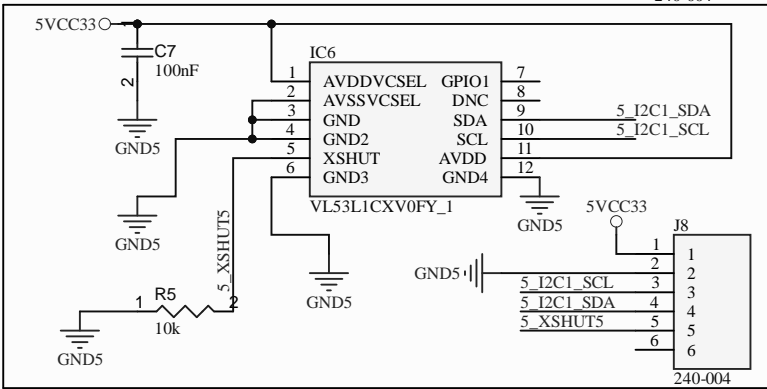 240-004
5VCC33
C7
100nF
2
GND5
IC6
1 AVDDVCSEL GPIO1 7
2 AVSSVCSEL DNC 8
3 GND SDA 9 5_I2C1_SDA
4 GND2 SCL 10 5_I2C1_SCL
5 XSHUT AVDD 11
6 GND3 GND4 12
VL53L1CXV0FY_1
GND5
GND5
GND5
5_XSHUT5
1 R5 2
10k
GND5
5VCC33
J8
1 1
GND5 2 2
5_I2C1_SCL 3 3
5_I2C1_SDA 4 4
5_XSHUT5 5 5
6 6
240-004